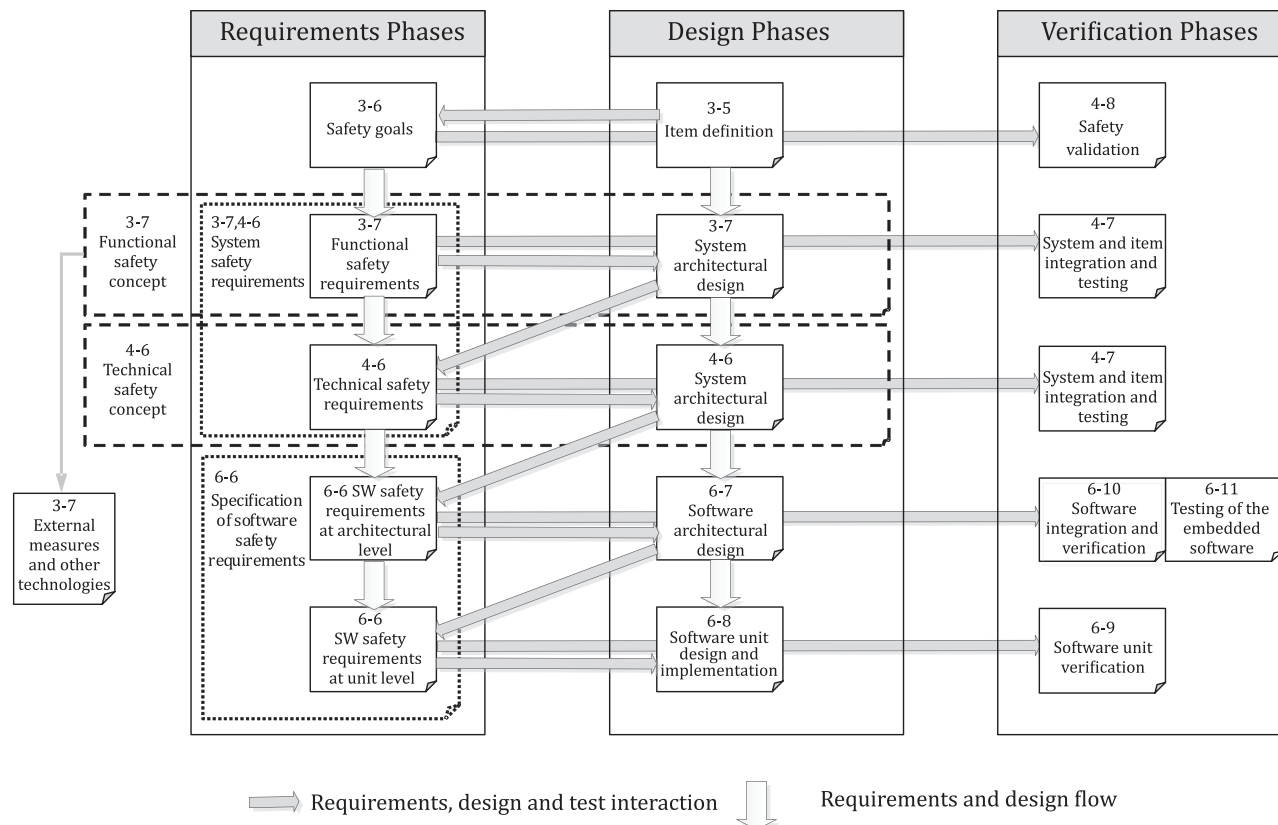 Requirements Phases
Design Phases
Verification Phases
3-6
Safety goals
3-5
Item definition
4-8
Safety
validation
3-7
Functional
safety
concept
3-7,4-6
System
safety
requirements
3-7
Functional
safety
requirements
3-7
System
architectural
design
4-7
System and item
integration and
testing
4-6
Technical
safety
concept
4-6
Technical safety
requirements
4-6
System
architectural
design
4-7
System and item
integration and
testing
3-7
External
measures
and other
technologies
6-6
Specification
of software
safety
requirements
6-6 SW safety
requirements
at architectural
level
6-7
Software
architectural
design
6-10
Software
integration and
verification
6-11
Testing of the
embedded
software
6-6
SW safety
requirements
at unit level
6-8
Software unit
design and
implementation
6-9
Software unit
verification
Requirements, design and test interaction
Requirements and design flow